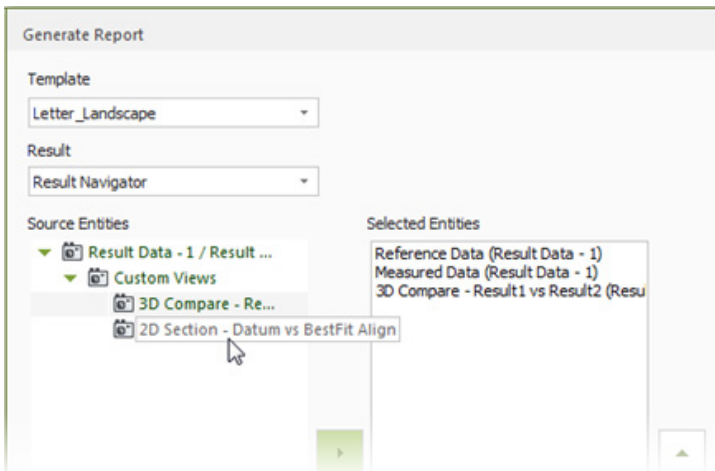 Generate Report
Template
Letter_Landscape
Result
Result Navigator
Source Entities
Result Data - 1 / Result ...
Custom Views
3D Compare - Re...
2D Section - Datum vs BestFit Align
Selected Entities
Reference Data (Result Data - 1)
Measured Data (Result Data - 1)
3D Compare - Result1 vs Result2 (Resu